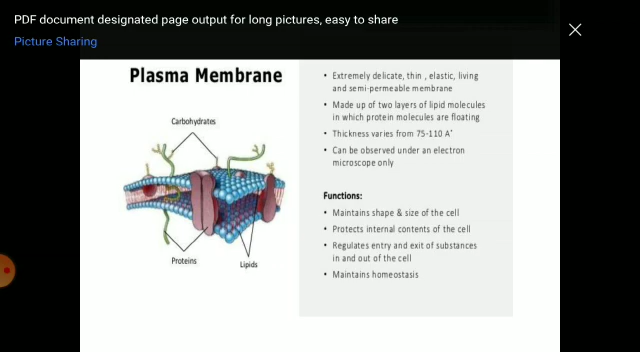 PDF document designated page output for long pictures, easy to share
Picture Sharing
Plasma Membrane
Carbohydrates
Proteins
Lipids
• Extremely delicate, thin , elastic, living
and semi-permeable membrane
• Made up of two layers of lipid molecules
in which protein molecules are floating
• Thickness varies from 75-110 A˚
• Can be observed under an electron
microscope only
Functions:
• Maintains shape & size of the cell
• Protects internal contents of the cell
• Regulates entry and exit of substances
in and out of the cell
• Maintains homeostasis